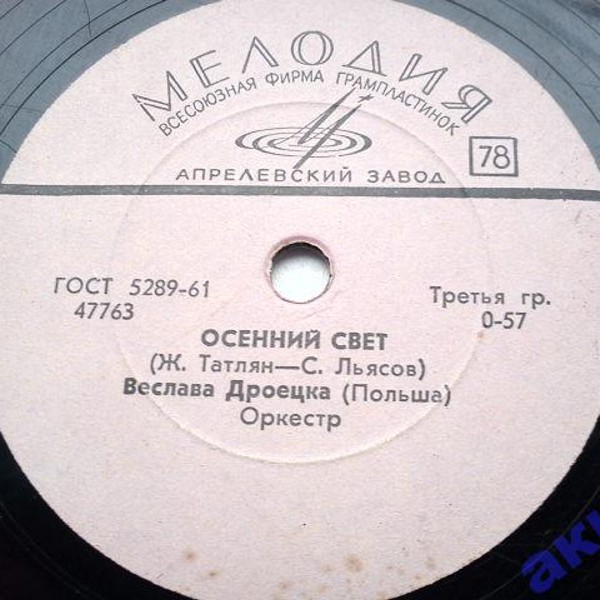 МЕЛОДИЯ
ВСЕСОЮЗНАЯ ФИРМА ГРАМПЛАСТИНОК
78
АПРЕЛЕВСКИЙ ЗАВОД
ГОСТ 5289-61
47763
Третья гр.
0-57
ОСЕННИЙ СВЕТ
(Ж. Татлян—С. Льясов)
Веслава Дроецка (Польша)
Оркестр